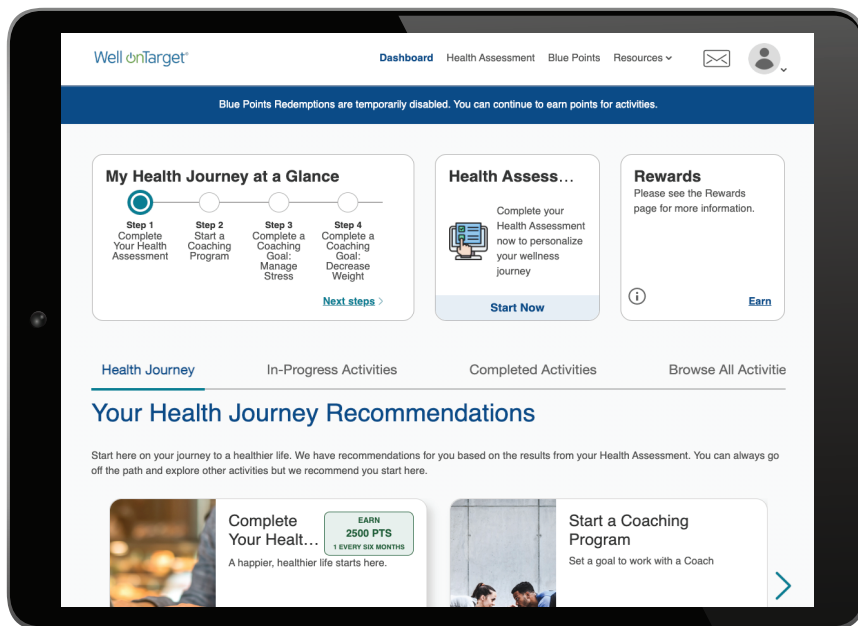 Well onTarget®
Dashboard Health Assessment Blue Points Resources
Blue Points Redemptions are temporarily disabled. You can continue to earn points for activities.
My Health Journey at a Glance
Step 1
Complete
Your Health
Assessment
Step 2
Start a
Coaching
Program
Step 3
Complete a
Coaching
Goal:
Manage
Stress
Step 4
Complete a
Coaching
Goal:
Decrease
Weight
Next steps
Health Assess...
Complete your
Health Assessment
now to personalize
your wellness
journey
Start Now
Rewards
Please see the Rewards
page for more information.
Earn
Health Journey In-Progress Activities Completed Activities Browse All Activitie
Your Health Journey Recommendations
Start here on your journey to a healthier life. We have recommendations for you based on the results from your Health Assessment. You can always go
off the path and explore other activities but we recommend you start here.
Complete
Your Healt...
EARN
2500 PTS
1 EVERY SIX MONTHS
A happier, healthier life starts here.
Start a Coaching
Program
Set a goal to work with a Coach